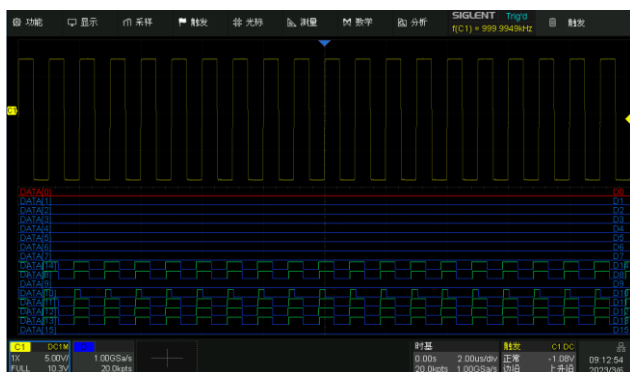 功能 显示 采样 触发 光标 测量 数学 分析 SIGLENT Trig'd 触发
f(C1) = 999.9949kHz
C1
DATA[0] D0
DATA[1] D1
DATA[2] D2
DATA[3] D3
DATA[4] D4
DATA[5] D5
DATA[6] D6
DATA[7] D7
DATA[14] D14
DATA[8] D8
DATA[9] D9
DATA[10]
DATA[11]
DATA[12]
DATA[13]
DATA[15] D15
C1 DC1M 时基 触发 C1 DC
1X 5.00V/ 1.00GSa/s 0.00s 2.00us/div 正常 -1.08V 09:12:54
FULL 10.3V 20.0kpts 20.0kpts 1.00GSa/s 边沿 上升沿 2023/3/6